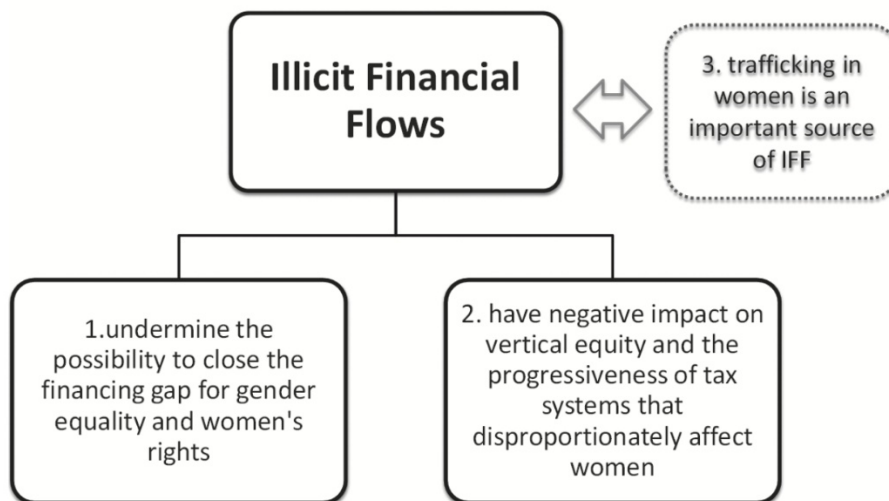 Illicit Financial
Flows
3. trafficking in
women is an
important source
of IFF
1.undermine the
possibility to close the
financing gap for gender
equality and women's
rights
2. have negative impact on
vertical equity and the
progressiveness of tax
systems that
disproportionately affect
women